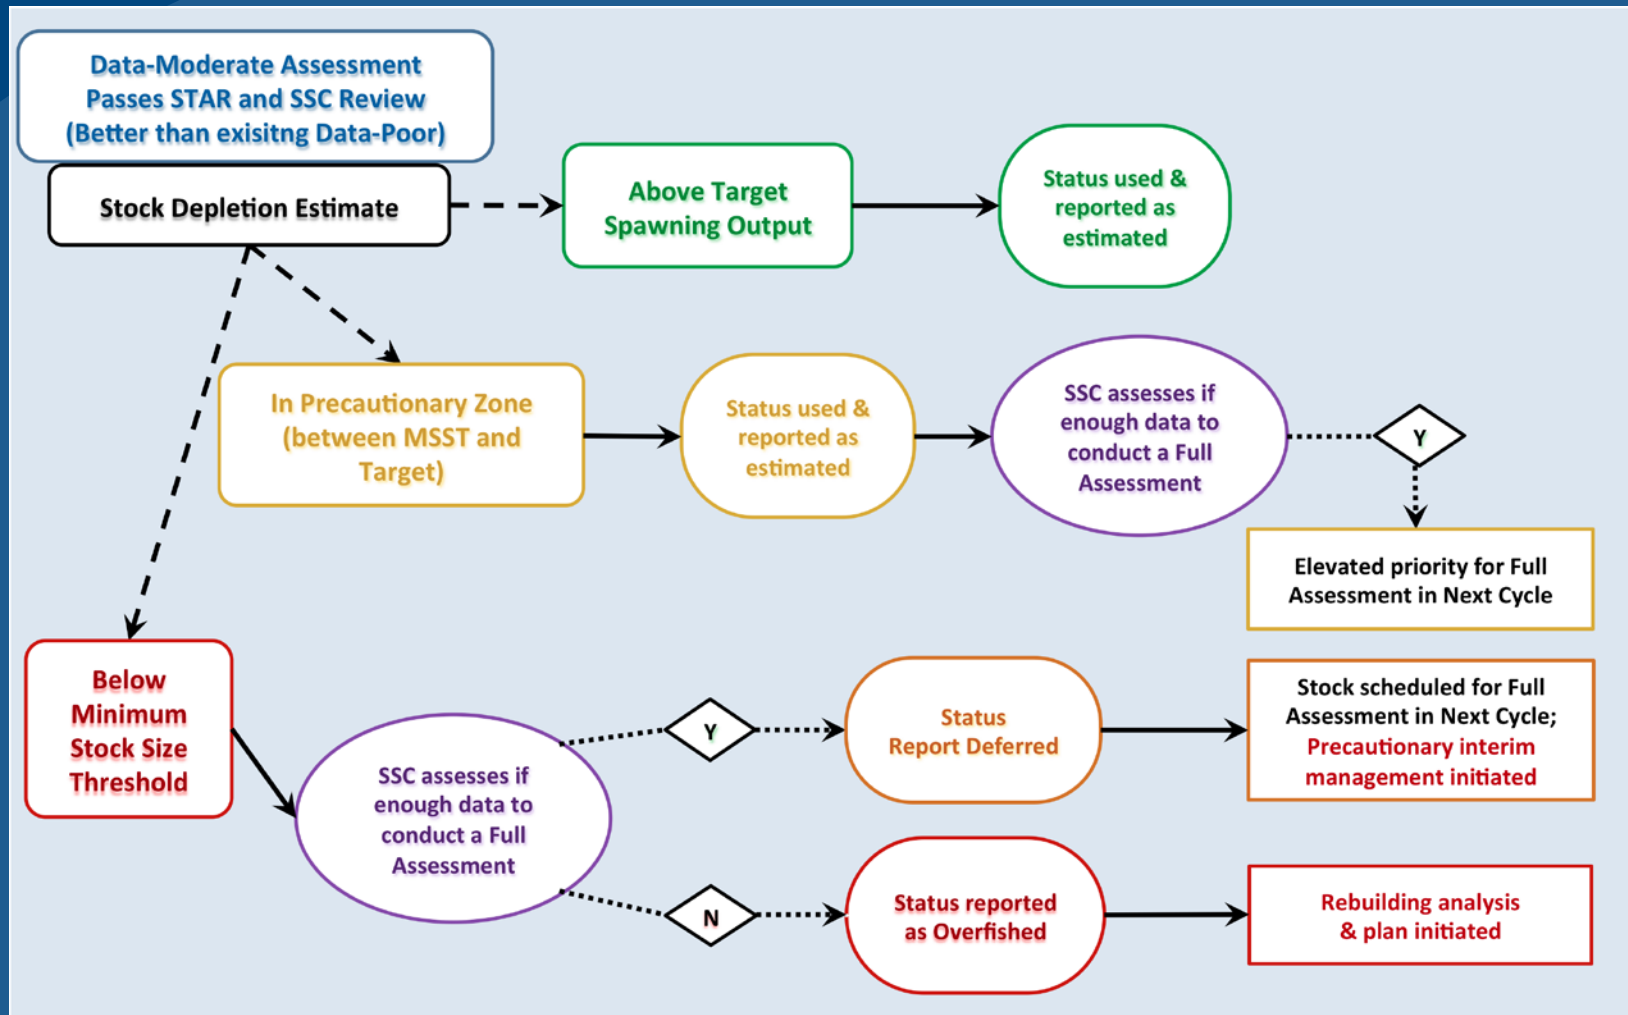 Data-Moderate Assessment
Passes STAR and SSC Review
(Better than exisitng Data-Poor)
Stock Depletion Estimate
Above Target
Spawning Output
Status used &
reported as
estimated
In Precautionary Zone
(between MSST and
Target)
Status used &
reported as
estimated
SSC assesses if
enough data to
conduct a Full
Assessment
Y
Elevated priority for Full
Assessment in Next Cycle
Below
Minimum
Stock Size
Threshold
SSC assesses if
enough data to
conduct a Full
Assessment
Y
Status
Report Deferred
Stock scheduled for Full
Assessment in Next Cycle;
Precautionary interim
management initiated
N
Status reported
as Overfished
Rebuilding analysis
& plan initiated